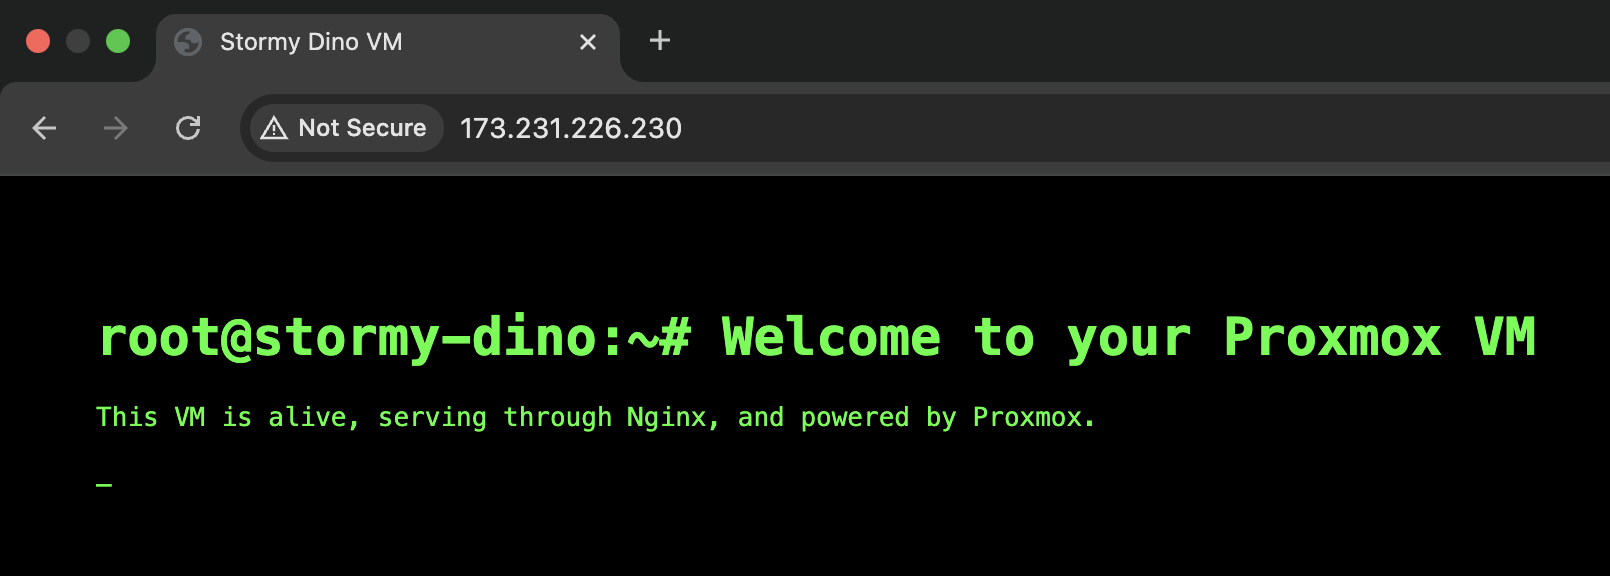 Stormy Dino VM
Not Secure 173.231.226.230
root@stormy-dino:~# Welcome to your Proxmox VM
This VM is alive, serving through Nginx, and powered by Proxmox.
_